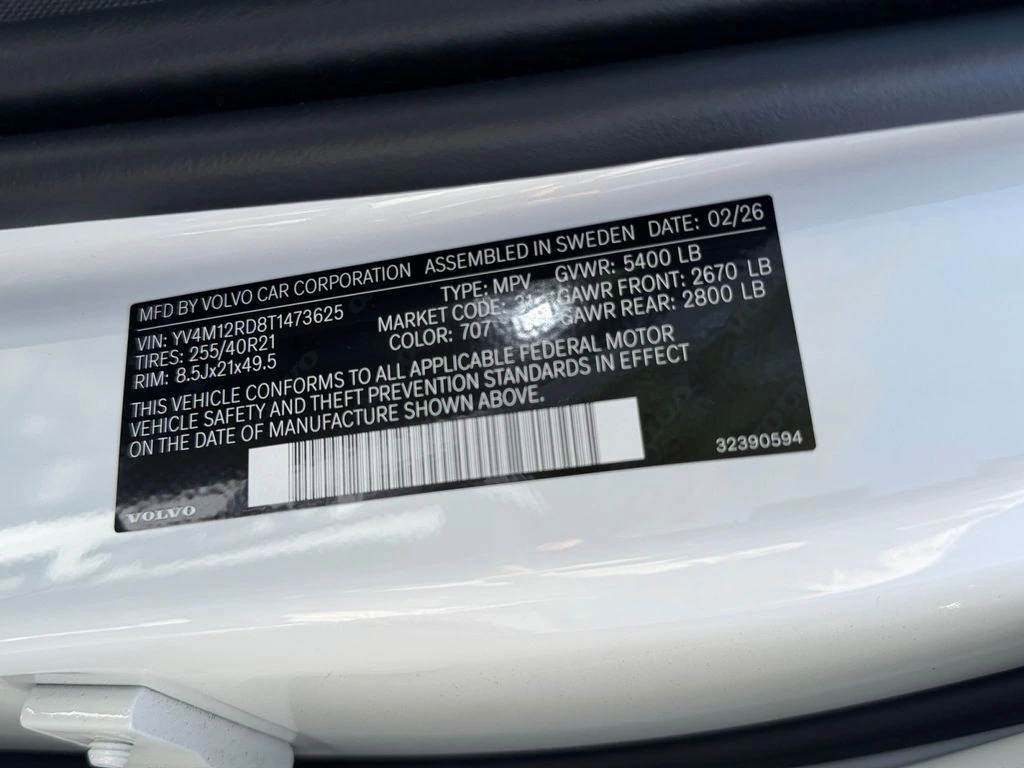 MFD BY VOLVO CAR CORPORATION ASSEMBLED IN SWEDEN DATE: 02/26
VIN: YV4M12RD8T1473625 TYPE: MPV GVWR: 5400 LB
TIRES: 255/40R21 MARKET CODE: GAWR FRONT: 2670 LB
RIM: 8.5Jx21x49.5 COLOR: 707 GAWR REAR: 2800 LB
THIS VEHICLE CONFORMS TO ALL APPLICABLE FEDERAL MOTOR
VEHICLE SAFETY AND THEFT PREVENTION STANDARDS IN EFFECT
ON THE DATE OF MANUFACTURE SHOWN ABOVE.
32390594
VOLVO